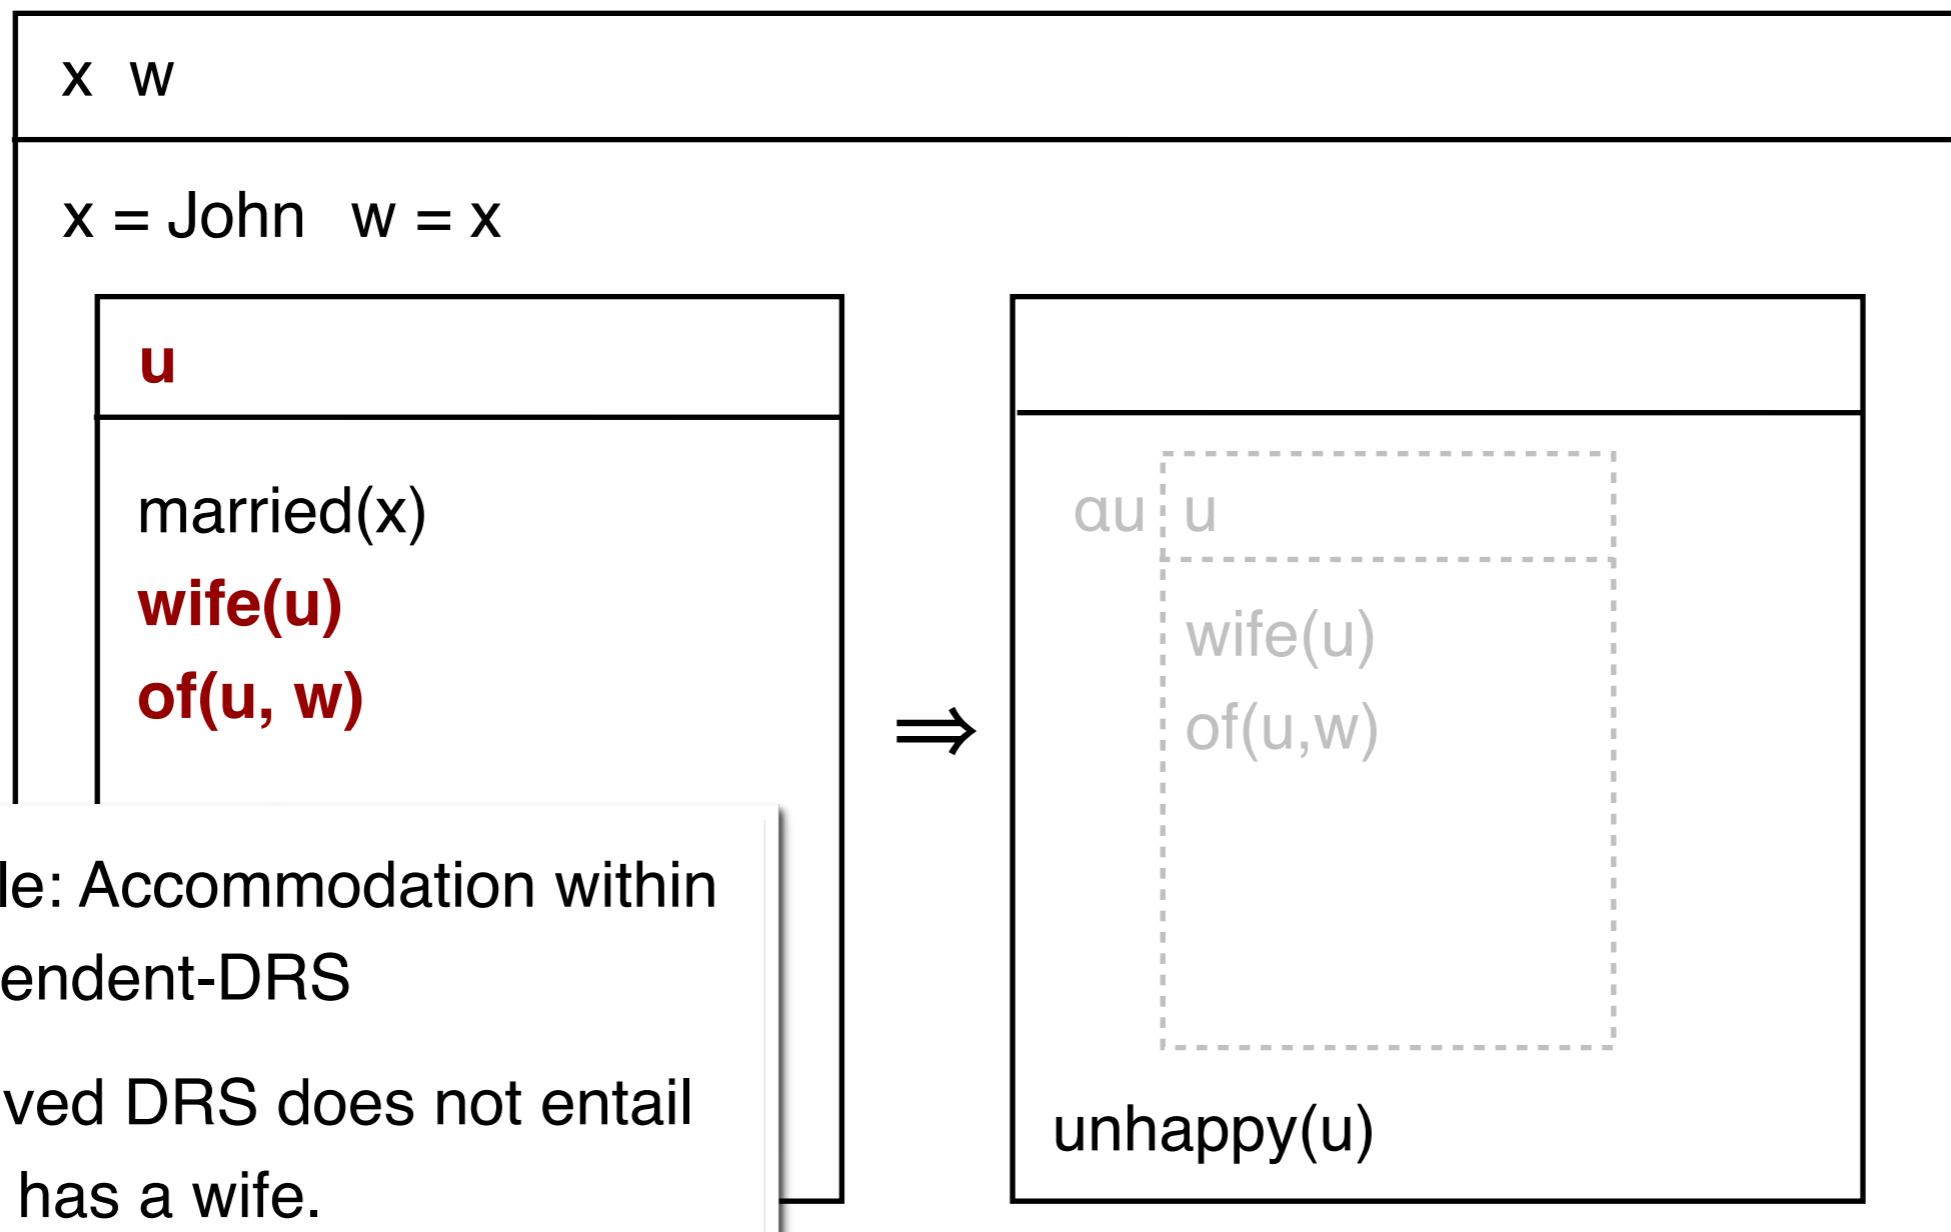 x w
x = John w = x
u
married(x)
wife(u)
of(u, w)
⇒
αu u
wife(u)
of(u,w)
unhappy(u)
le: Accommodation within
endent-DRS
ved DRS does not entail
has a wife.